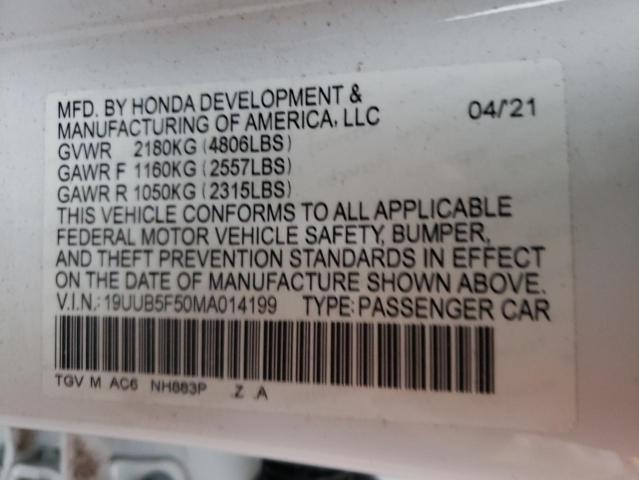 MFD. BY HONDA DEVELOPMENT & 
MANUFACTURING OF AMERICA, LLC 04/'21
GVWR 2180KG (4806LBS)
GAWR F 1160KG (2557LBS)
GAWR R 1050KG (2315LBS)
THIS VEHICLE CONFORMS TO ALL APPLICABLE
FEDERAL MOTOR VEHICLE SAFETY, BUMPER,
AND THEFT PREVENTION STANDARDS IN EFFECT
ON THE DATE OF MANUFACTURE SHOWN ABOVE.
V.I.N.: 19UUB5F50MA014199 TYPE: PASSENGER CAR
TGV M AC6 NH883P .Z .A